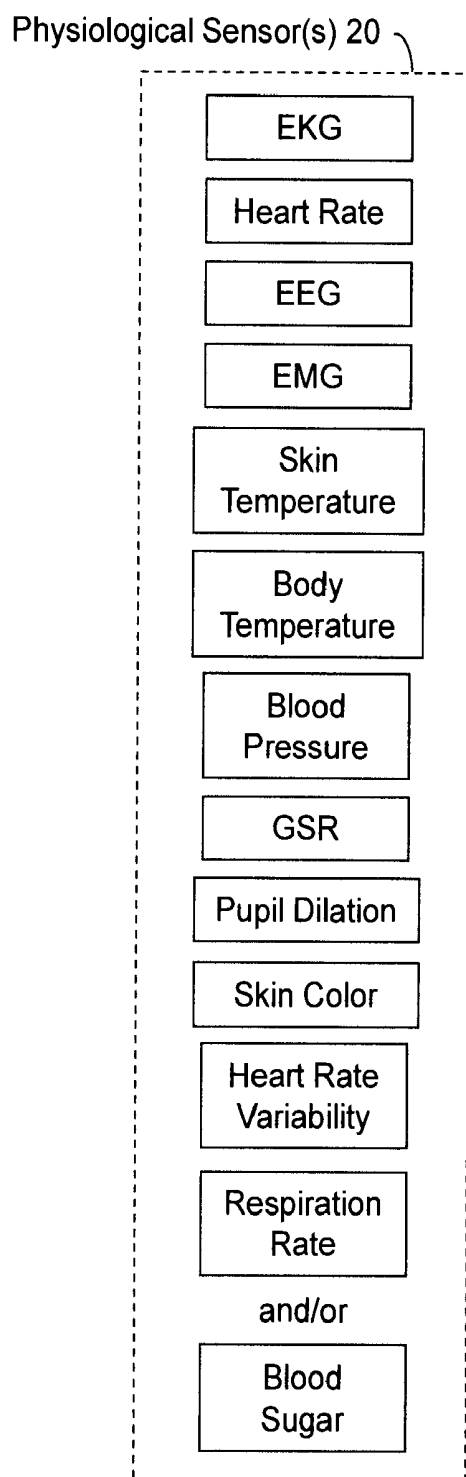 Physiological Sensor(s) 20
EKG
Heart Rate
EEG
EMG
Skin
Temperature
Body
Temperature
Blood
Pressure
GSR
Pupil Dilation
Skin Color
Heart Rate
Variability
Respiration
Rate
and/or
Blood
Sugar